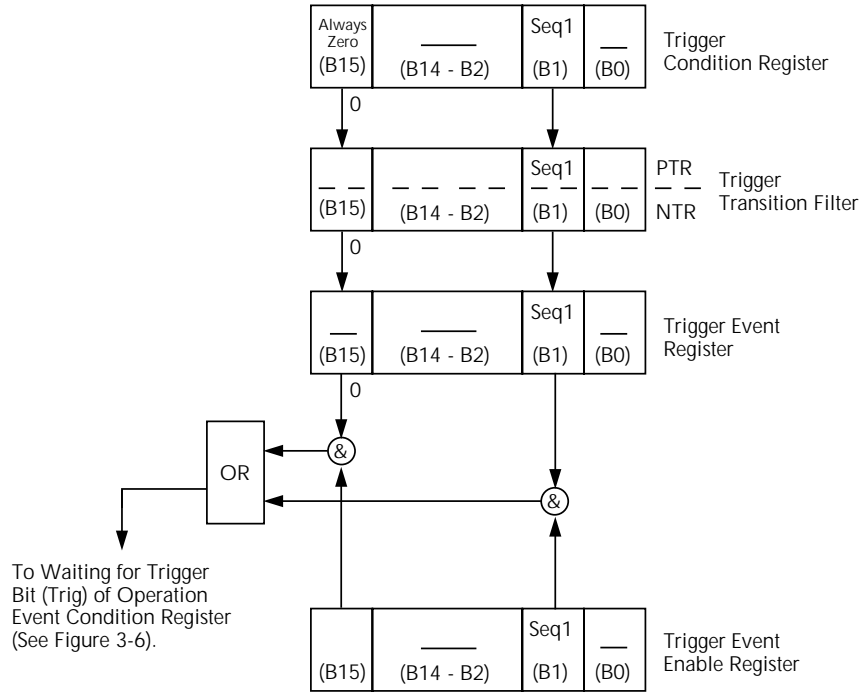 Always
Zero
(B15)
(B14 - B2)
Seq1
(B1)
(B0)
Trigger
Condition Register
0
(B15)
(B14 - B2)
Seq1
(B1)
(B0)
PTR
NTR
Trigger
Transition Filter
0
(B15)
(B14 - B2)
Seq1
(B1)
(B0)
Trigger Event
Register
0
&
OR
&
To Waiting for Trigger
Bit (Trig) of Operation
Event Condition Register
(See Figure 3-6).
(B15)
(B14 - B2)
Seq1
(B1)
(B0)
Trigger Event
Enable Register